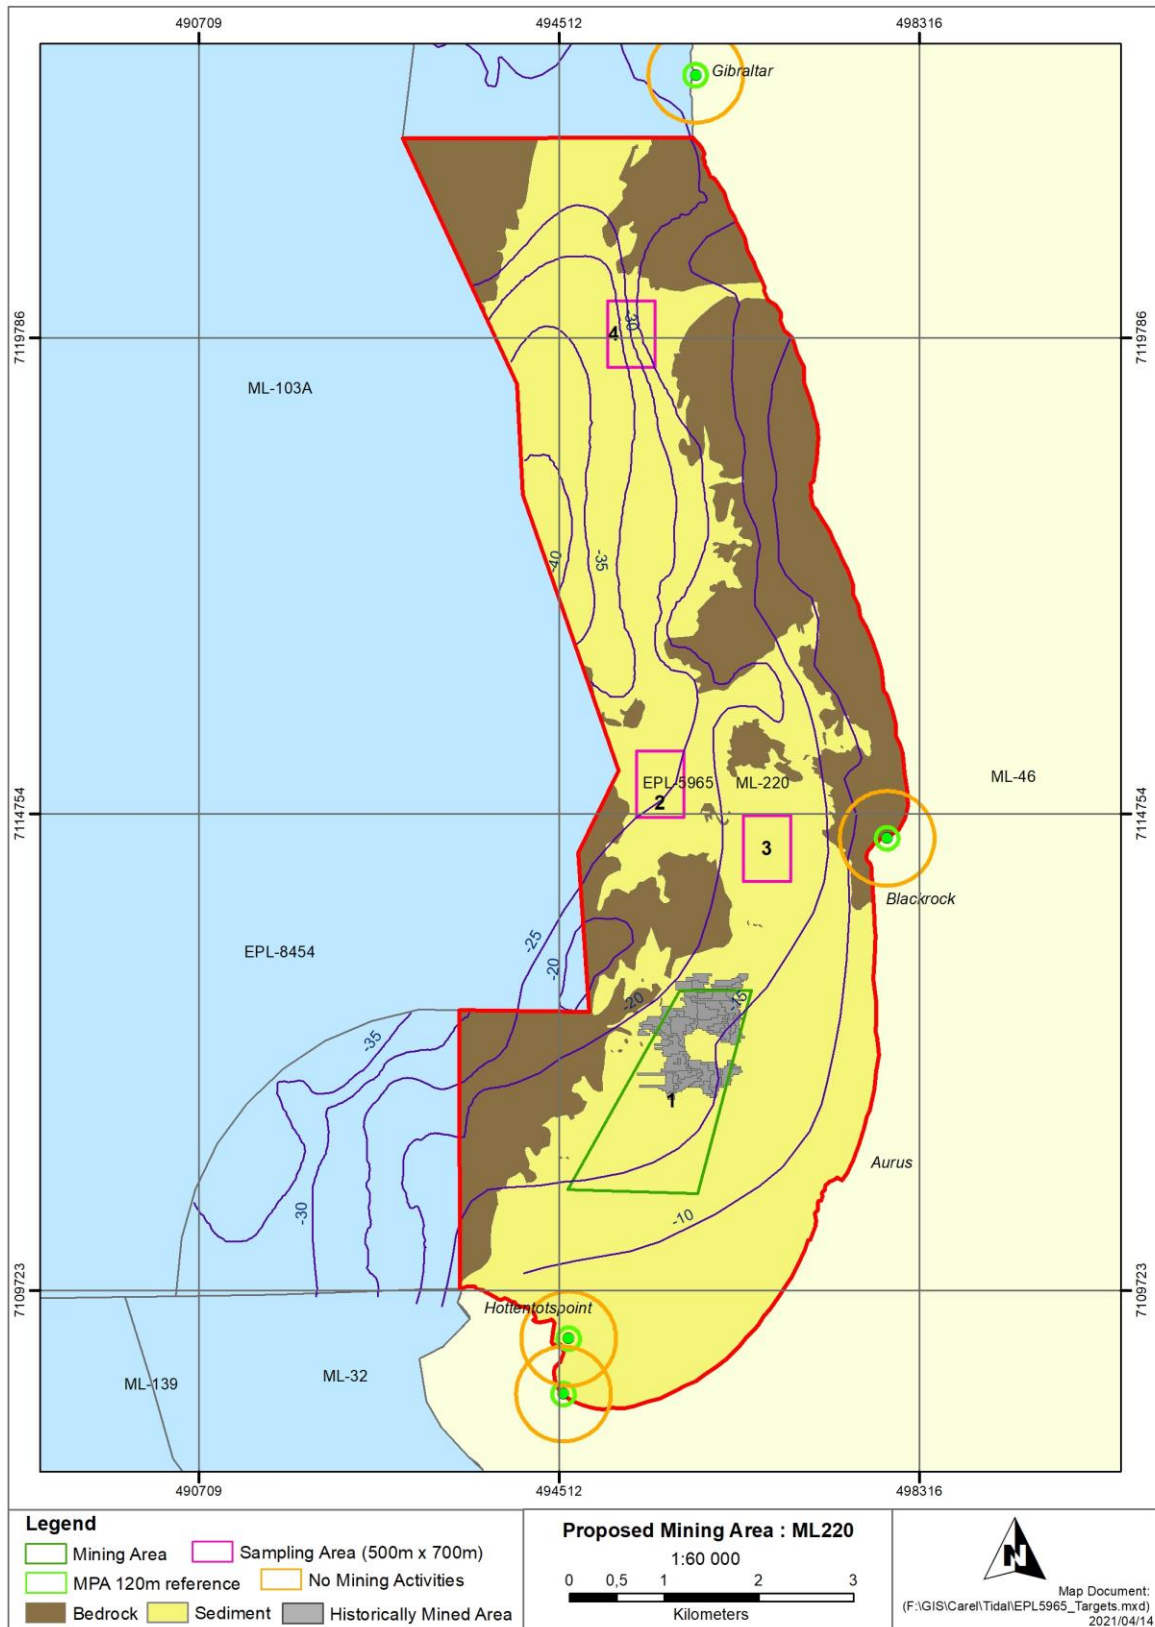 490709
494512
498316
Gibraltar
4
-30
7119786
7119786
ML-103A
-40
-35
EPL-5965
ML-220
ML-46
2
7114754
7114754
3
Blackrock
EPL-8454
-25
-20
-20
-15
-35
1
Aurus
-30
-10
7109723
7109723
Hottentotspoint
ML-139
ML-32
490709
494512
498316
Legend
Mining Area
Sampling Area (500m x 700m)
MPA 120m reference
No Mining Activities
Bedrock
Sediment
Historically Mined Area
Proposed Mining Area : ML220
1:60 000
0 0,5 1 2 3
Kilometers
N
Map Document:
(F:\GIS\Carel\Tidal\EPL5965_Targets.mxd)
2021/04/14